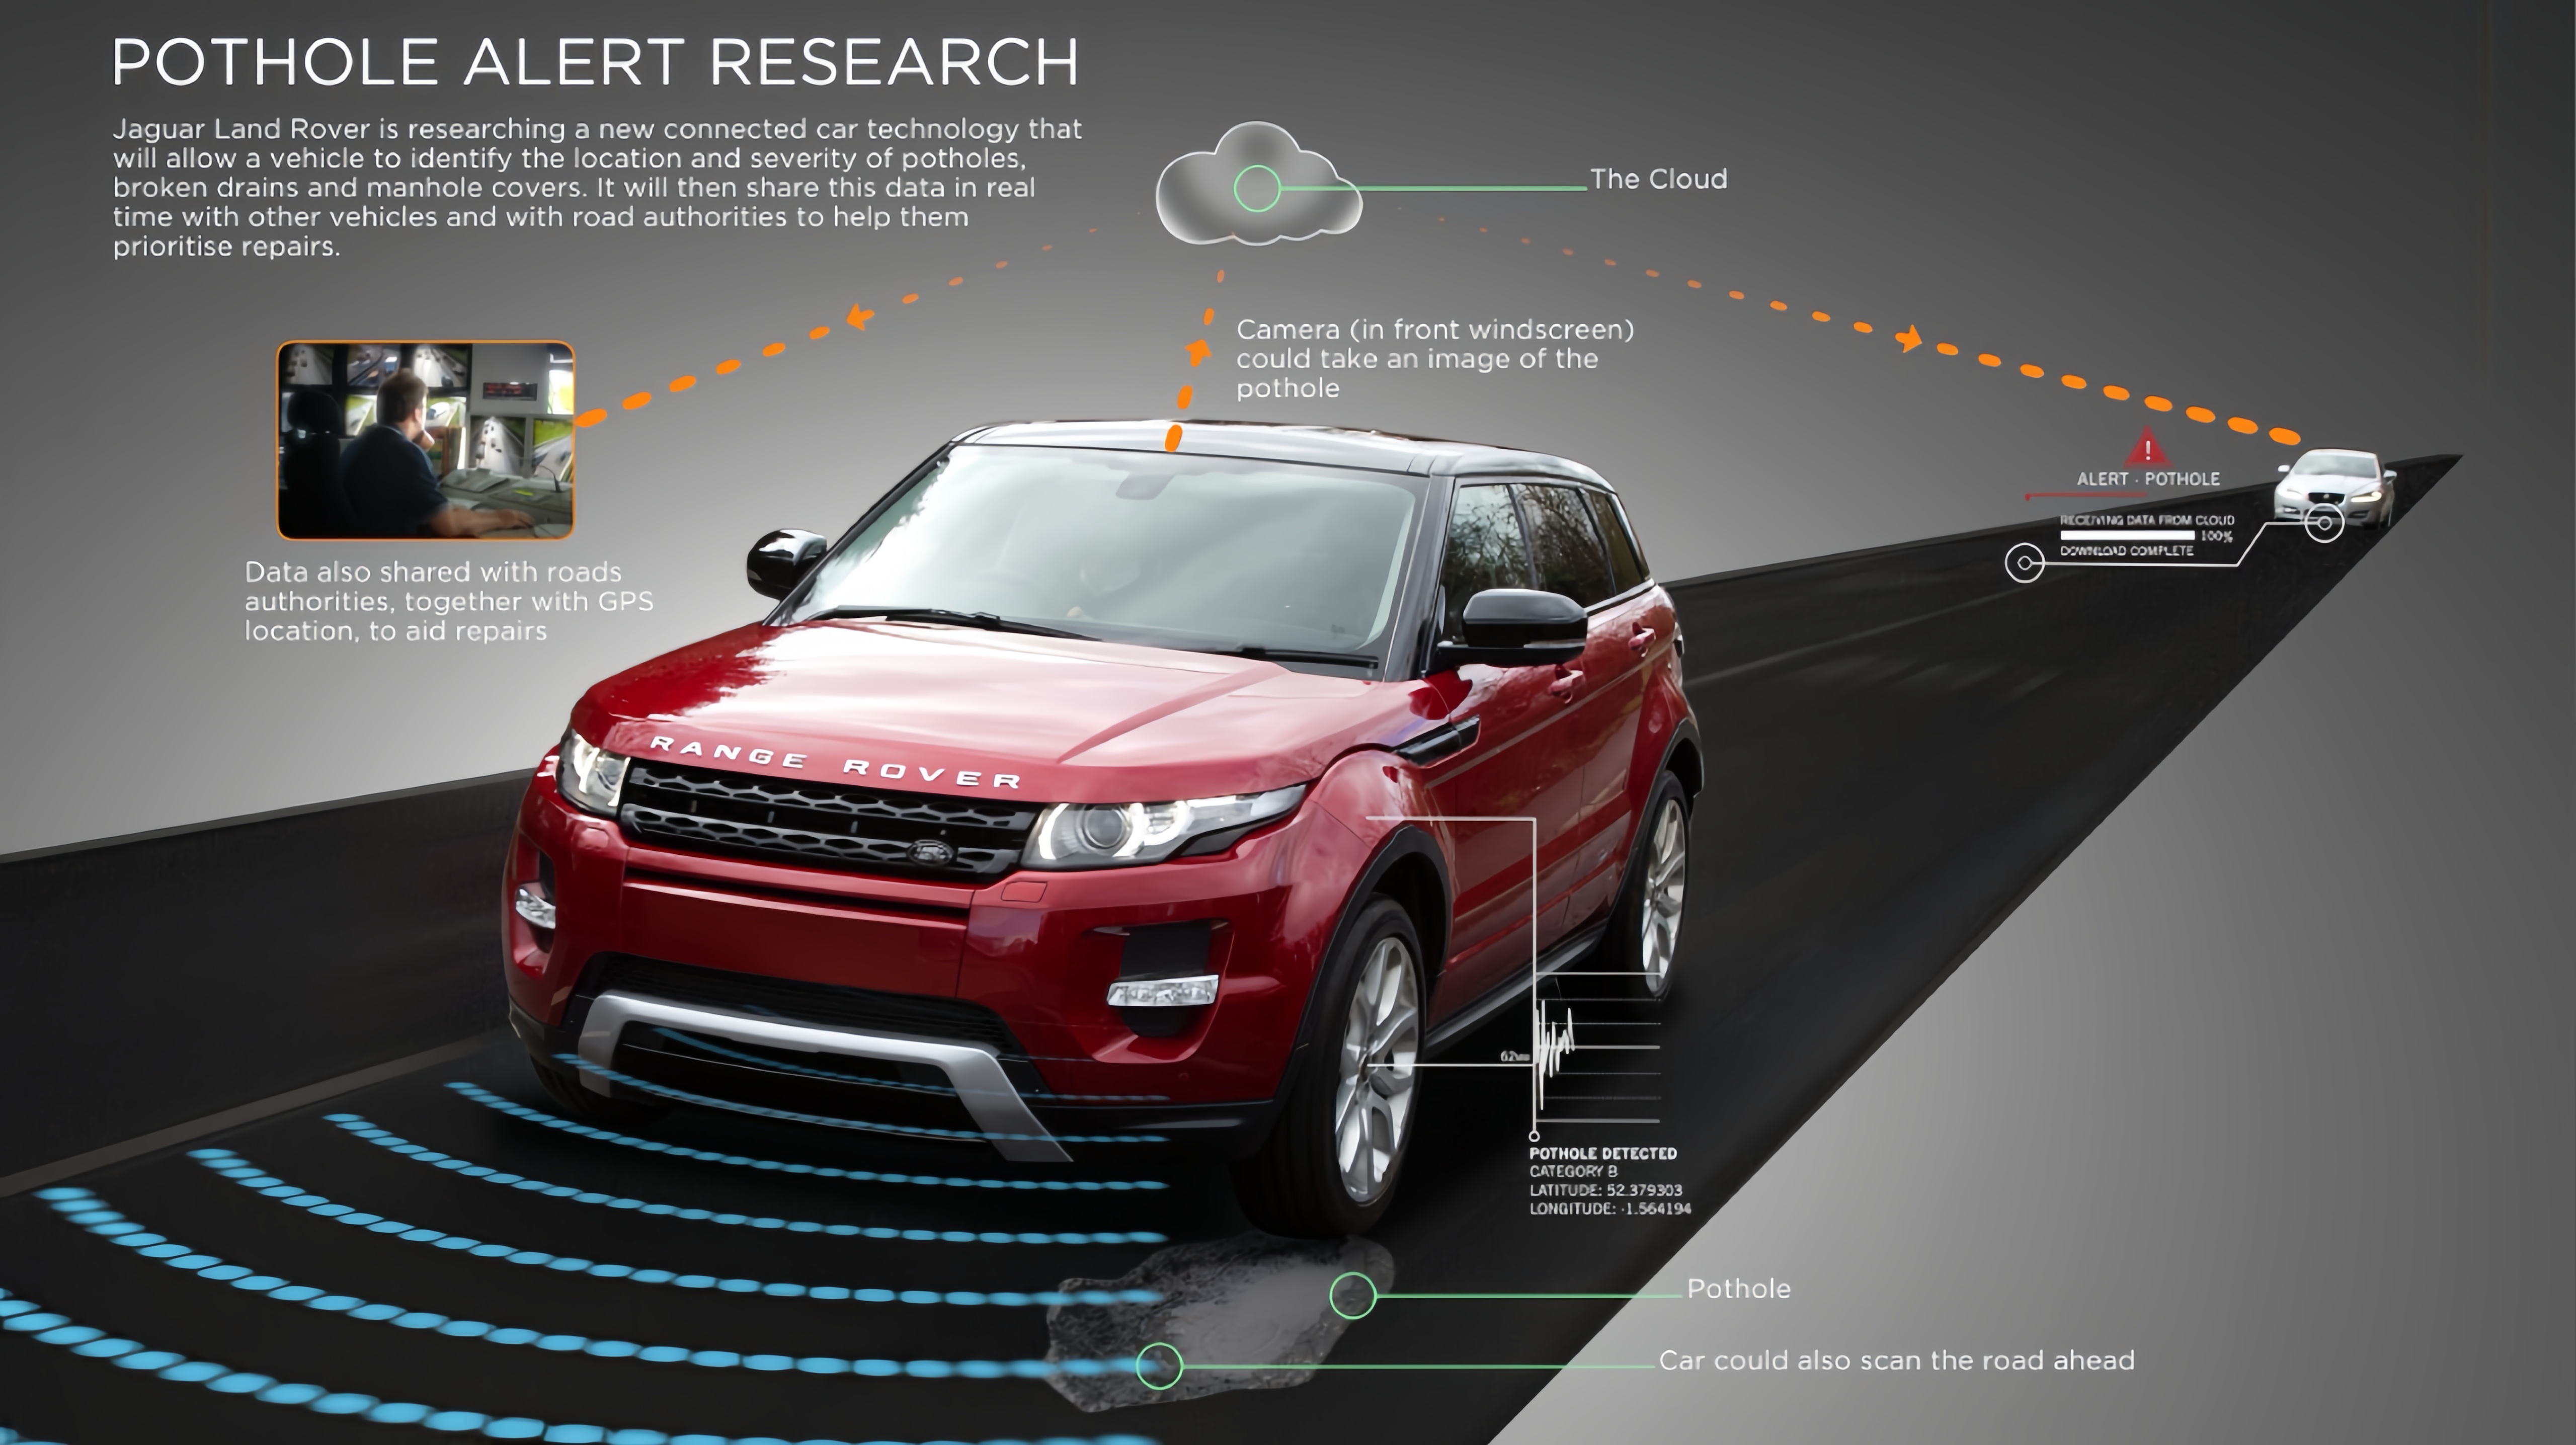 POTHOLE ALERT RESEARCH
Jaguar Land Rover is researching a new connected car technology that
will allow a vehicle to identify the location and severity of potholes,
broken drains and manhole covers. It will then share this data in real
time with other vehicles and with road authorities to help them
prioritise repairs.
The Cloud
Camera (in front windscreen)
could take an image of the
pothole
Data also shared with roads
authorities, together with GPS
location, to aid repairs
!
ALERT · POTHOLE
RECEIVING DATA FROM CLOUD
100%
DOWNLOAD COMPLETE
RANGE ROVER
62mm
POTHOLE DETECTED
CATEGORY B
LATITUDE: 52.379303
LONGITUDE: -1.564194
Pothole
Car could also scan the road ahead